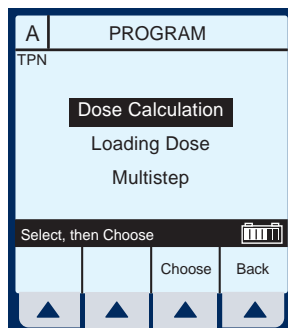 A PROGRAM
TPN
Dose Calculation
Loading Dose
Multistep
Select, then Choose
Choose Back